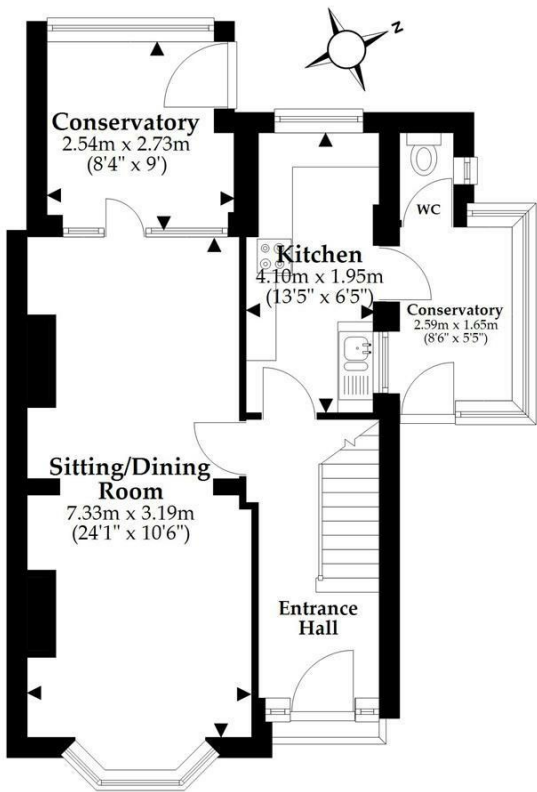 N
Conservatory
2.54m x 2.73m
(8'4" x 9')
WC
Kitchen
4.10m x 1.95m
(13'5" x 6'5")
Conservatory
2.59m x 1.65m
(8'6" x 5'5")
Sitting/Dining
Room
7.33m x 3.19m
(24'1" x 10'6")
Entrance
Hall